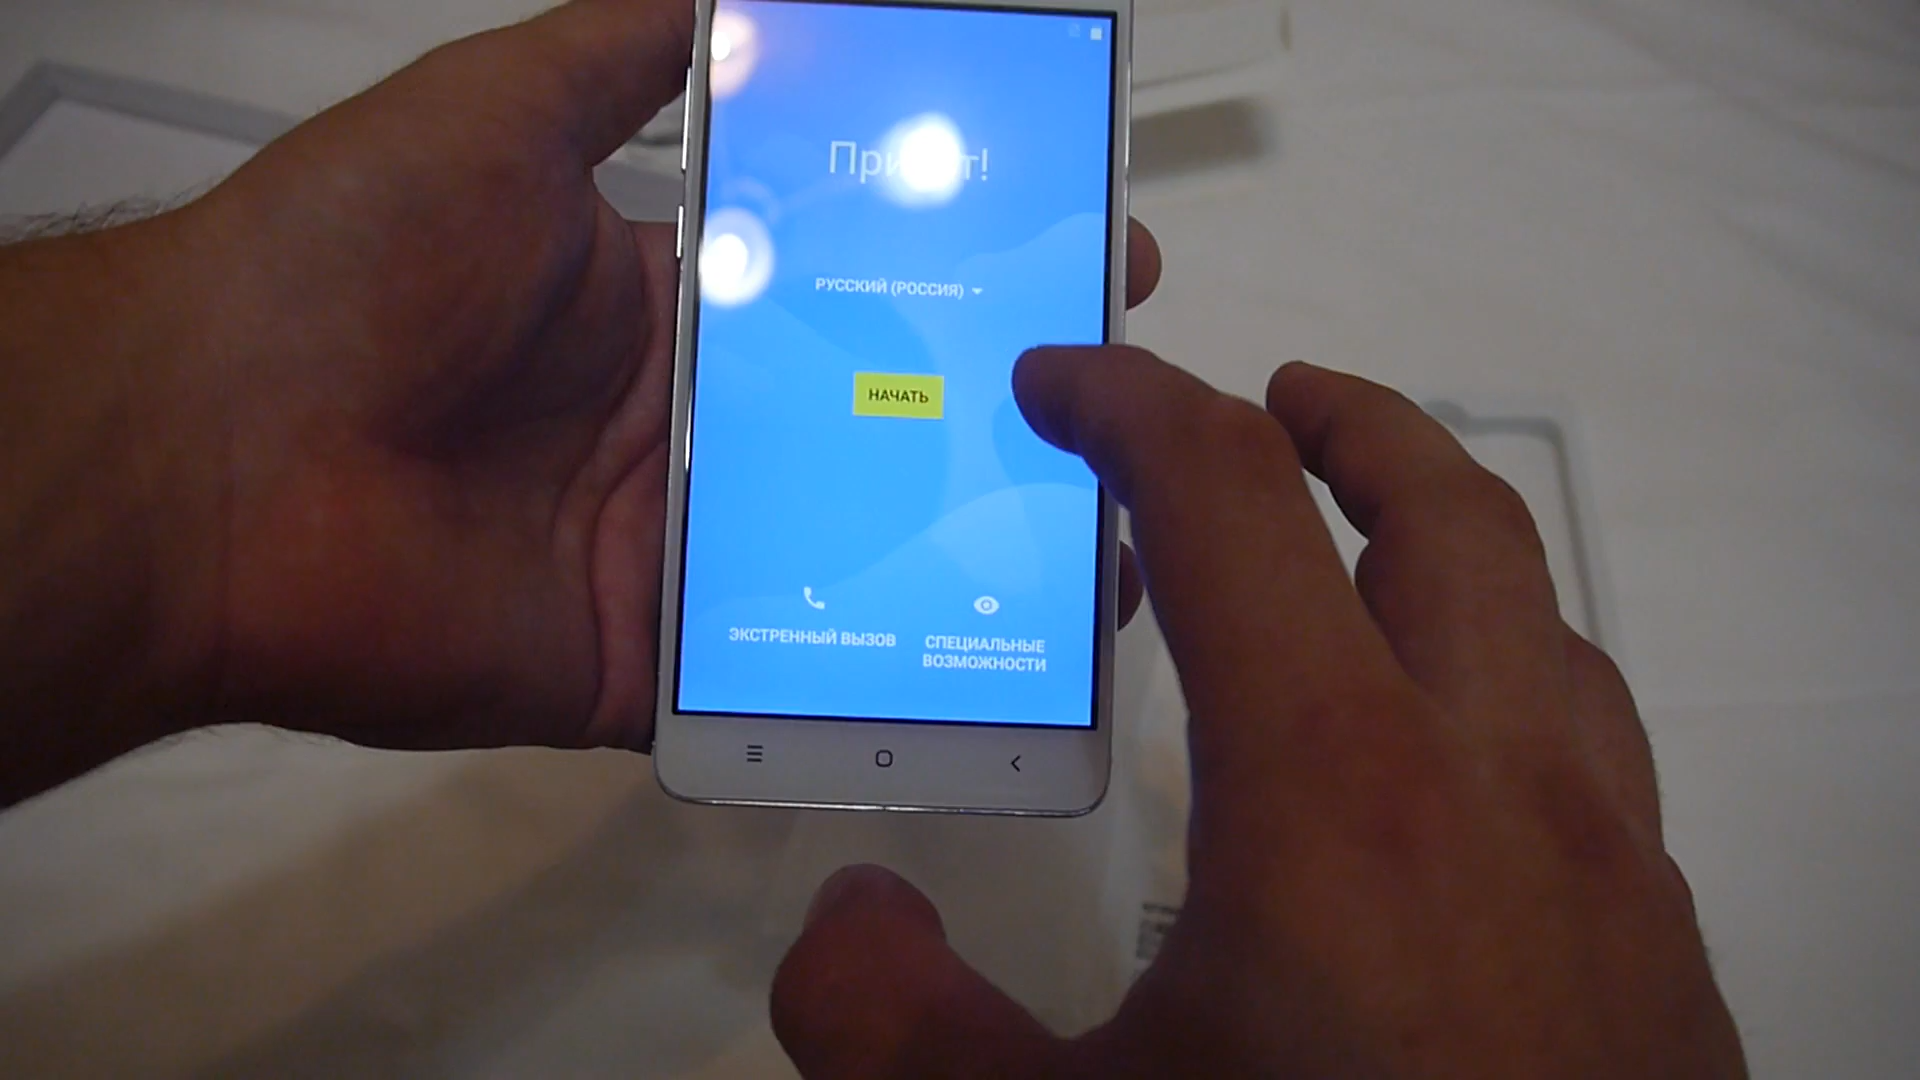 РУССКИЙ (РОССИЯ)
НАЧАТЬ
ЭКСТРЕННЫЙ ВЫЗОВ
СПЕЦИАЛЬНЫЕ
ВОЗМОЖНОСТИ